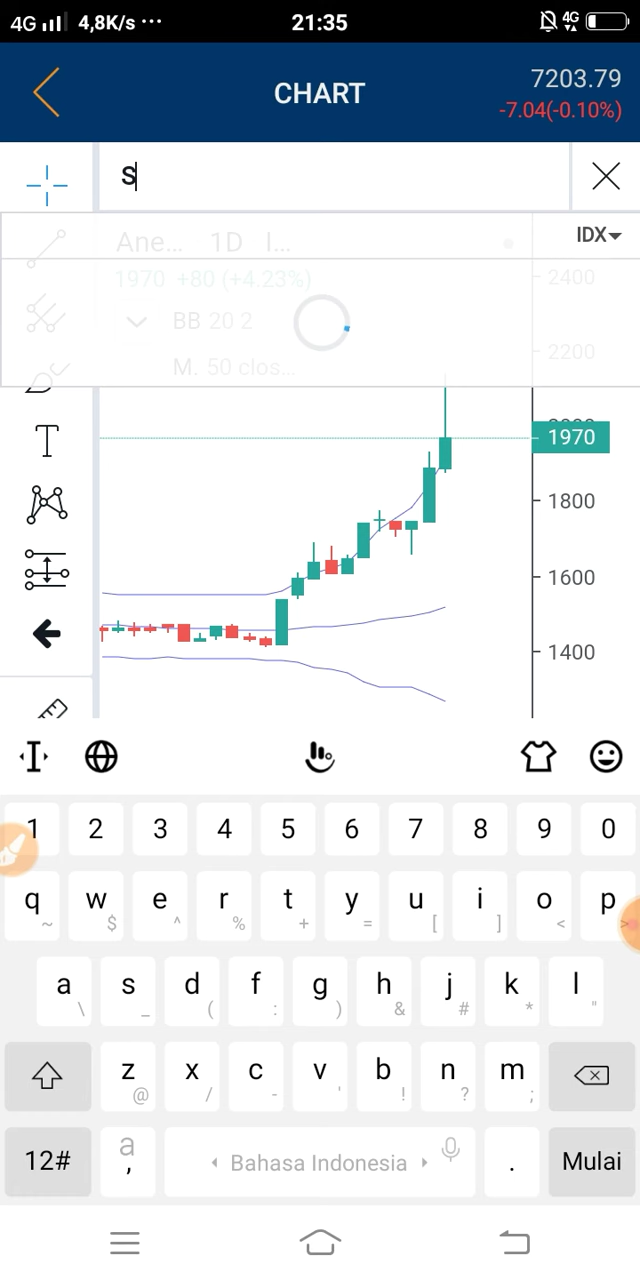 4G 4,8K/s ... 21:35 4G
CHART
7203.79
-7.04(-0.10%)
S
IDX
Ane... 1D I...
1970 +80 (+4.23%)
2400
BB 20 2
2200
M. 50 clos...
1970
1800
1600
1400
T
1 2 3 4 5 6 7 8 9 0
q w e r t y u i o p
~ $ ^ % + = [ ] < >
a s d f g h j k l
\ _ ( : ) & # * "
z x c v b n m
@ / - ' ! ? ;
12# a , Bahasa Indonesia . Mulai